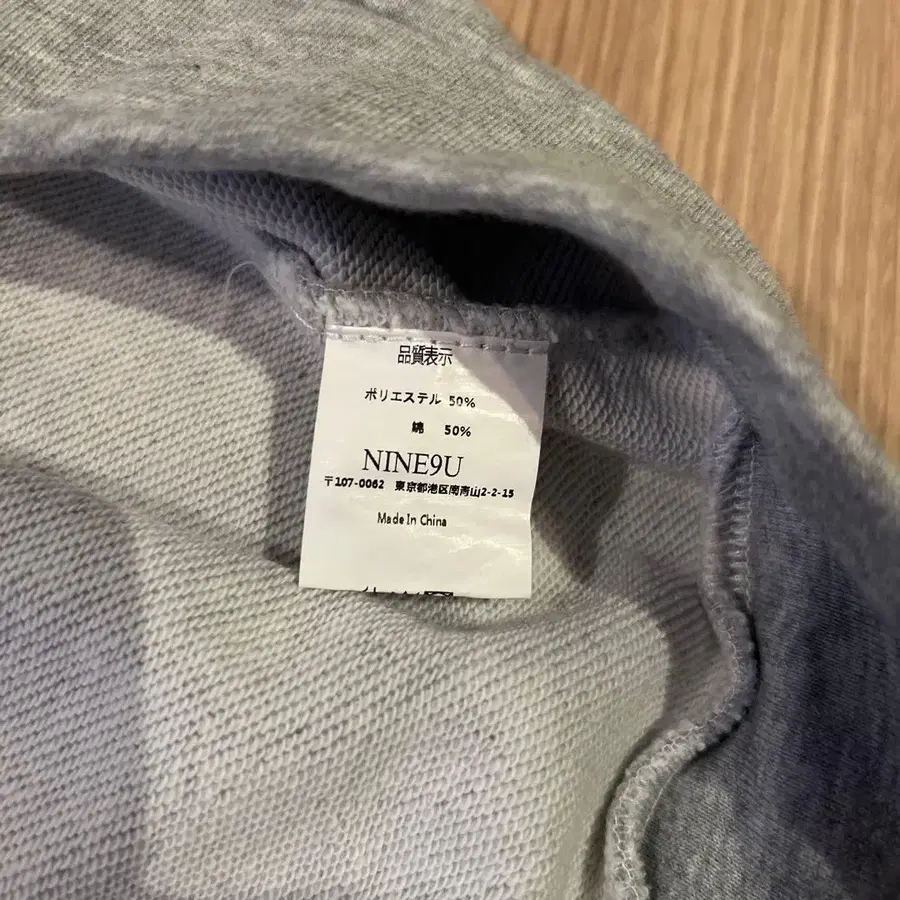 品質表示
ポリエステル 50%
綿 50%
NINE9U
〒107-0062 東京都港区南青山2-2-15
Made In China